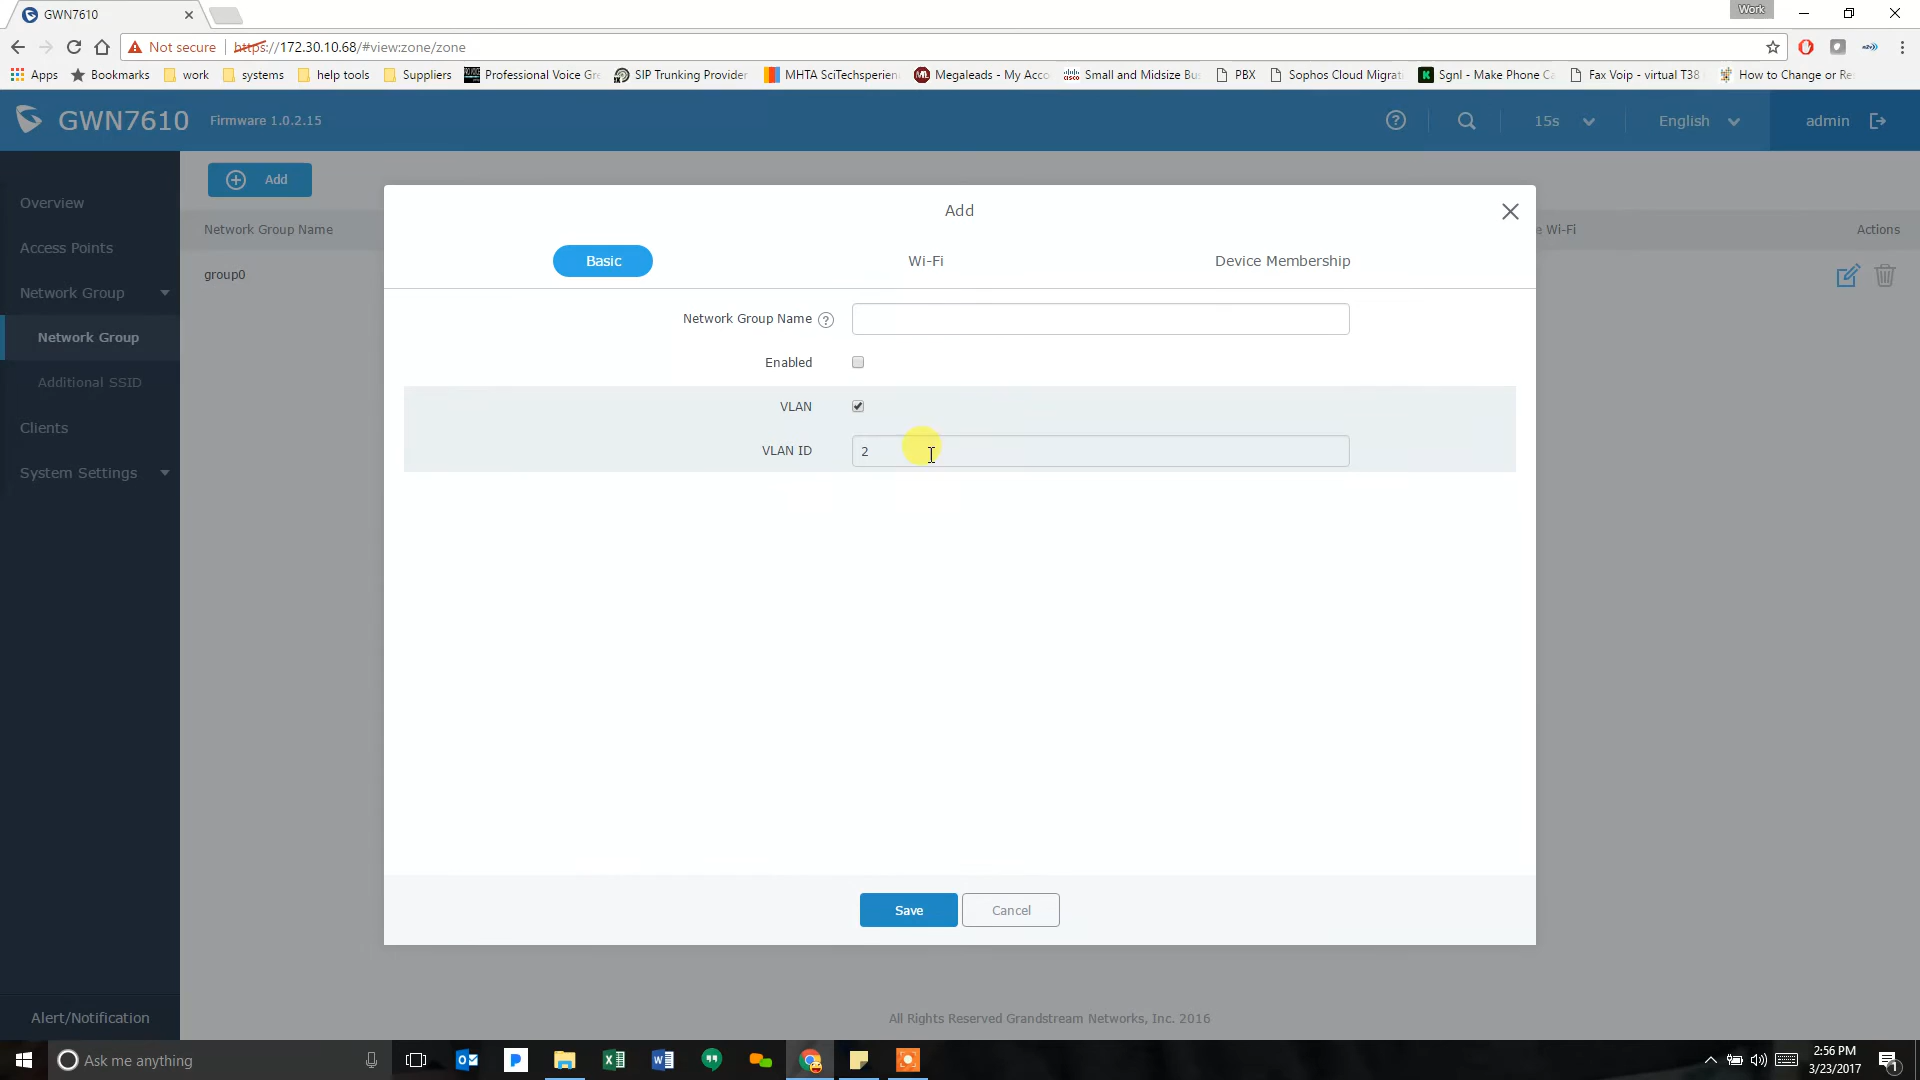 GWN7610
Work
Not secure
https://172.30.10.68/#view:zone/zone
Apps
Bookmarks
work
systems
help tools
Suppliers
Professional Voice Gre
SIP Trunking Provider
MHTA SciTechsperien
Megaleads - My Acco
Small and Midsize Bus
PBX
Sophos Cloud Migrati
Sgnl - Make Phone Ca
Fax Voip - virtual T38
How to Change or Re
GWN7610
Firmware 1.0.2.15
15s
English
admin
Overview
Access Points
Network Group
Network Group
Additional SSID
Clients
System Settings
Alert/Notification
Add
Network Group Name
e Wi-Fi
Actions
group0
Add
Basic
Wi-Fi
Device Membership
Network Group Name
Enabled
VLAN
VLAN ID
2
Save
Cancel
All Rights Reserved Grandstream Networks, Inc. 2016
Ask me anything
2:56 PM
3/23/2017
1